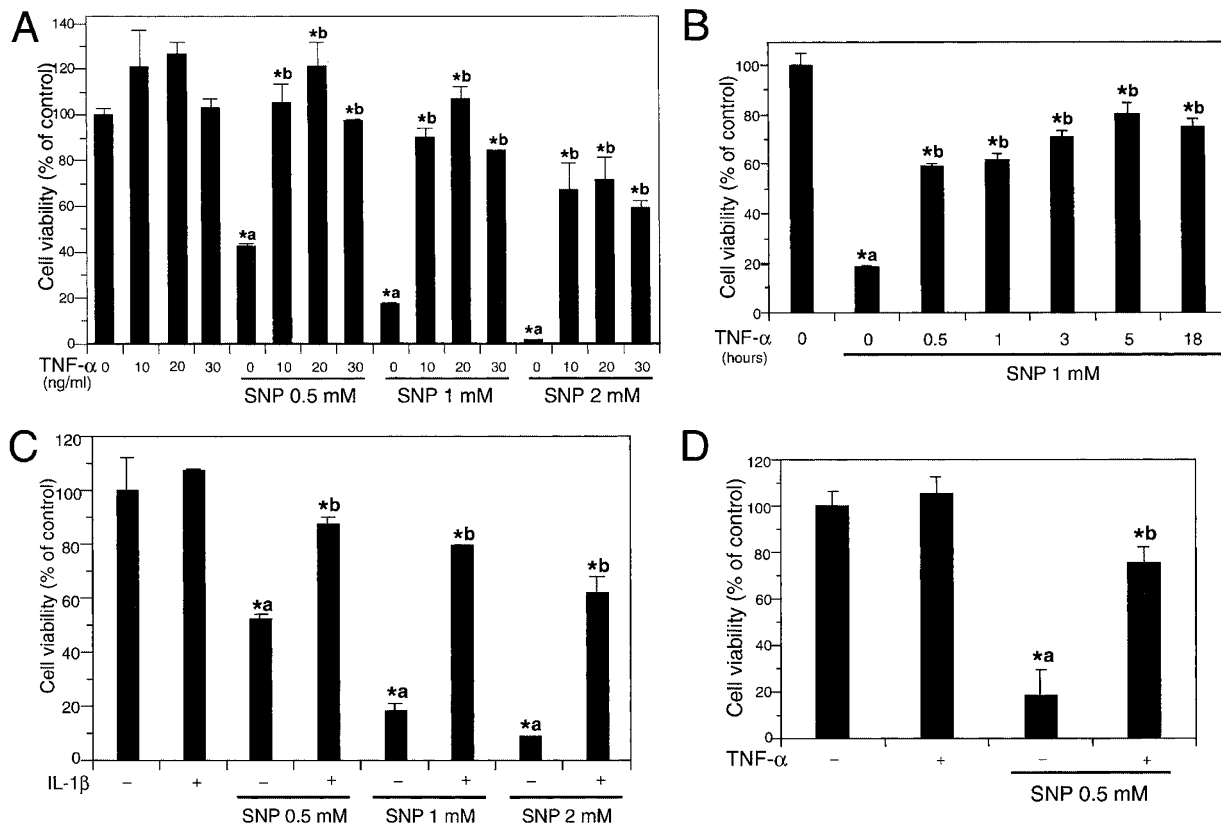 A
Cell viability (% of control)
140
120
100
80
60
40
20
0
*a
*b
*b
*b
*a
*b
*b
*b
*a
*b
*b
*b
TNF-α
(ng/ml)
0 10 20 30 0 10 20 30 0 10 20 30 0 10 20 30
SNP 0.5 mM SNP 1 mM SNP 2 mM
B
Cell viability (% of control)
100
80
60
40
20
0
*a
*b
*b
*b
*b
*b
TNF-α
(hours)
0 0 0.5 1 3 5 18
SNP 1 mM
C
Cell viability (% of control)
120
100
80
60
40
20
0
*a
*b
*a
*b
*a
*b
IL-1β – + – + – + – +
SNP 0.5 mM SNP 1 mM SNP 2 mM
D
Cell viability (% of control)
120
100
80
60
40
20
0
*a
*b
TNF-α – + – +
SNP 0.5 mM